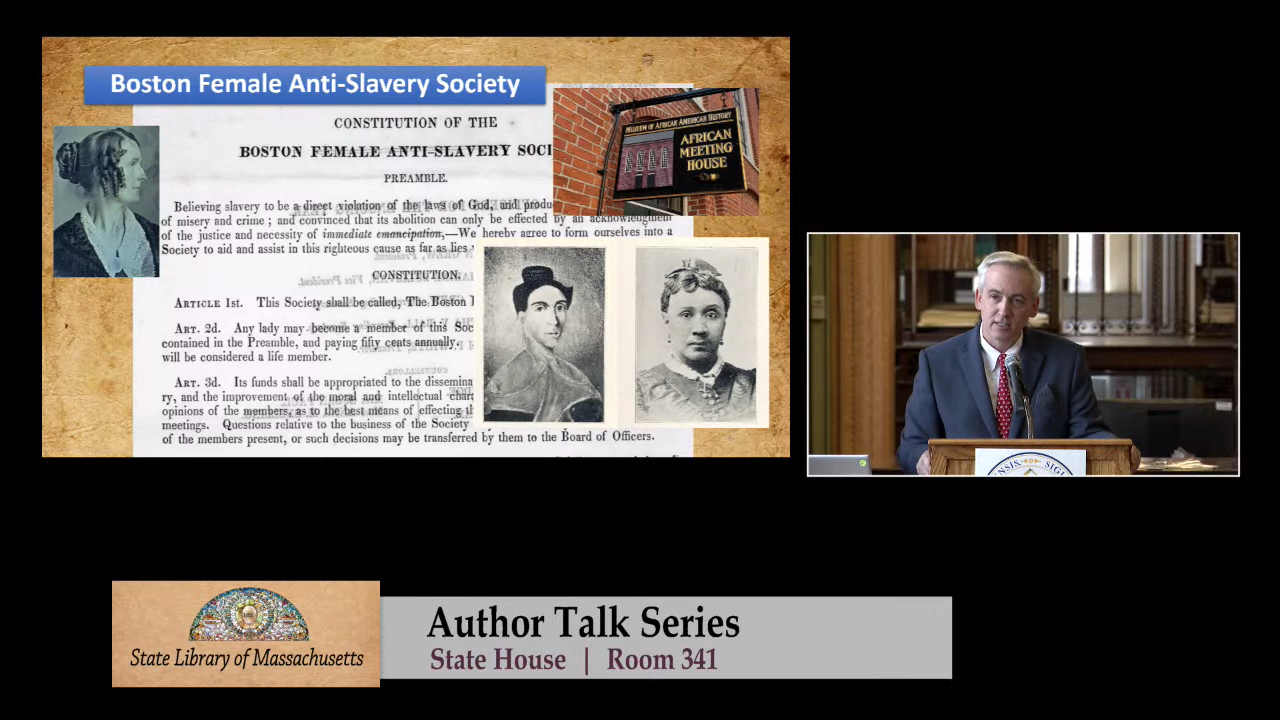 Boston Female Anti-Slavery Society
CONSTITUTION OF THE
BOSTON FEMALE ANTI-SLAVERY SOCI
PREAMBLE.
Believing slavery to be a direct violation of the laws of God, and produ
of misery and crime ; and convinced that its abolition can only be effected by an acknowledgment
of the justice and necessity of immediate emancipation,—We hereby agree to form ourselves into a
Society to aid and assist in this righteous cause as far as lies
CONSTITUTION.
ARTICLE 1st. This Society shall be called, The Boston
ART. 2d. Any lady may become a member of this Soc
contained in the Preamble, and paying fifty cents annually.
will be considered a life member.
ART. 3d. Its funds shall be appropriated to the dissemina
ry, and the improvement of the moral and intellectual char
opinions of the members, as to the best means of effecting th
meetings. Questions relative to the business of the Society
of the members present, or such decisions may be transferred by them to the Board of Officers.
MUSEUM OF AFRICAN AMERICAN HISTORY
AFRICAN
MEETING
HOUSE
ENSIS SIGI
State Library of Massachusetts
Author Talk Series
State House | Room 341